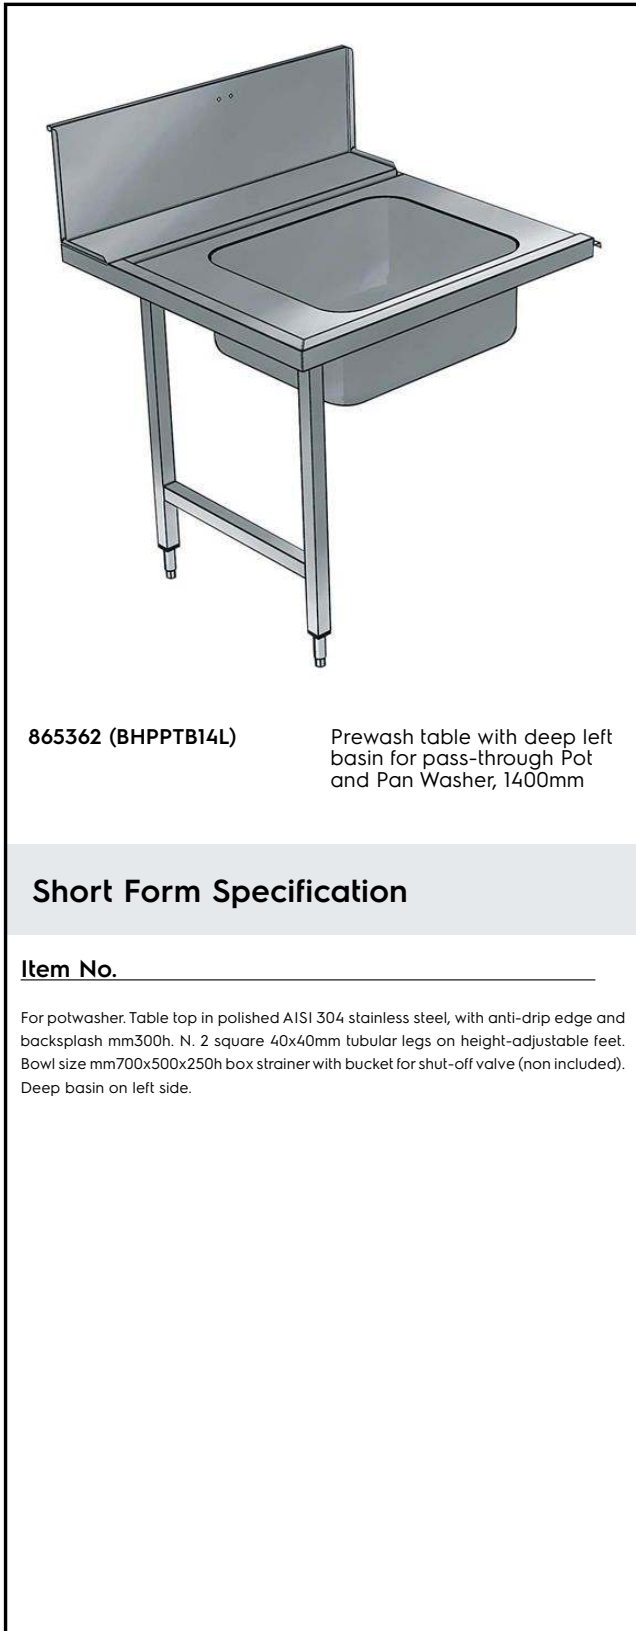 865362 (BHPPTB14L)
Prewash table with deep left
basin for pass-through Pot
and Pan Washer, 1400mm
Short Form Specification
Item No.
For potwasher. Table top in polished AISI 304 stainless steel, with anti-drip edge and
backsplash mm300h. N. 2 square 40x40mm tubular legs on height-adjustable feet.
Bowl size mm700x500x250h box strainer with bucket for shut-off valve (non included).
Deep basin on left side.